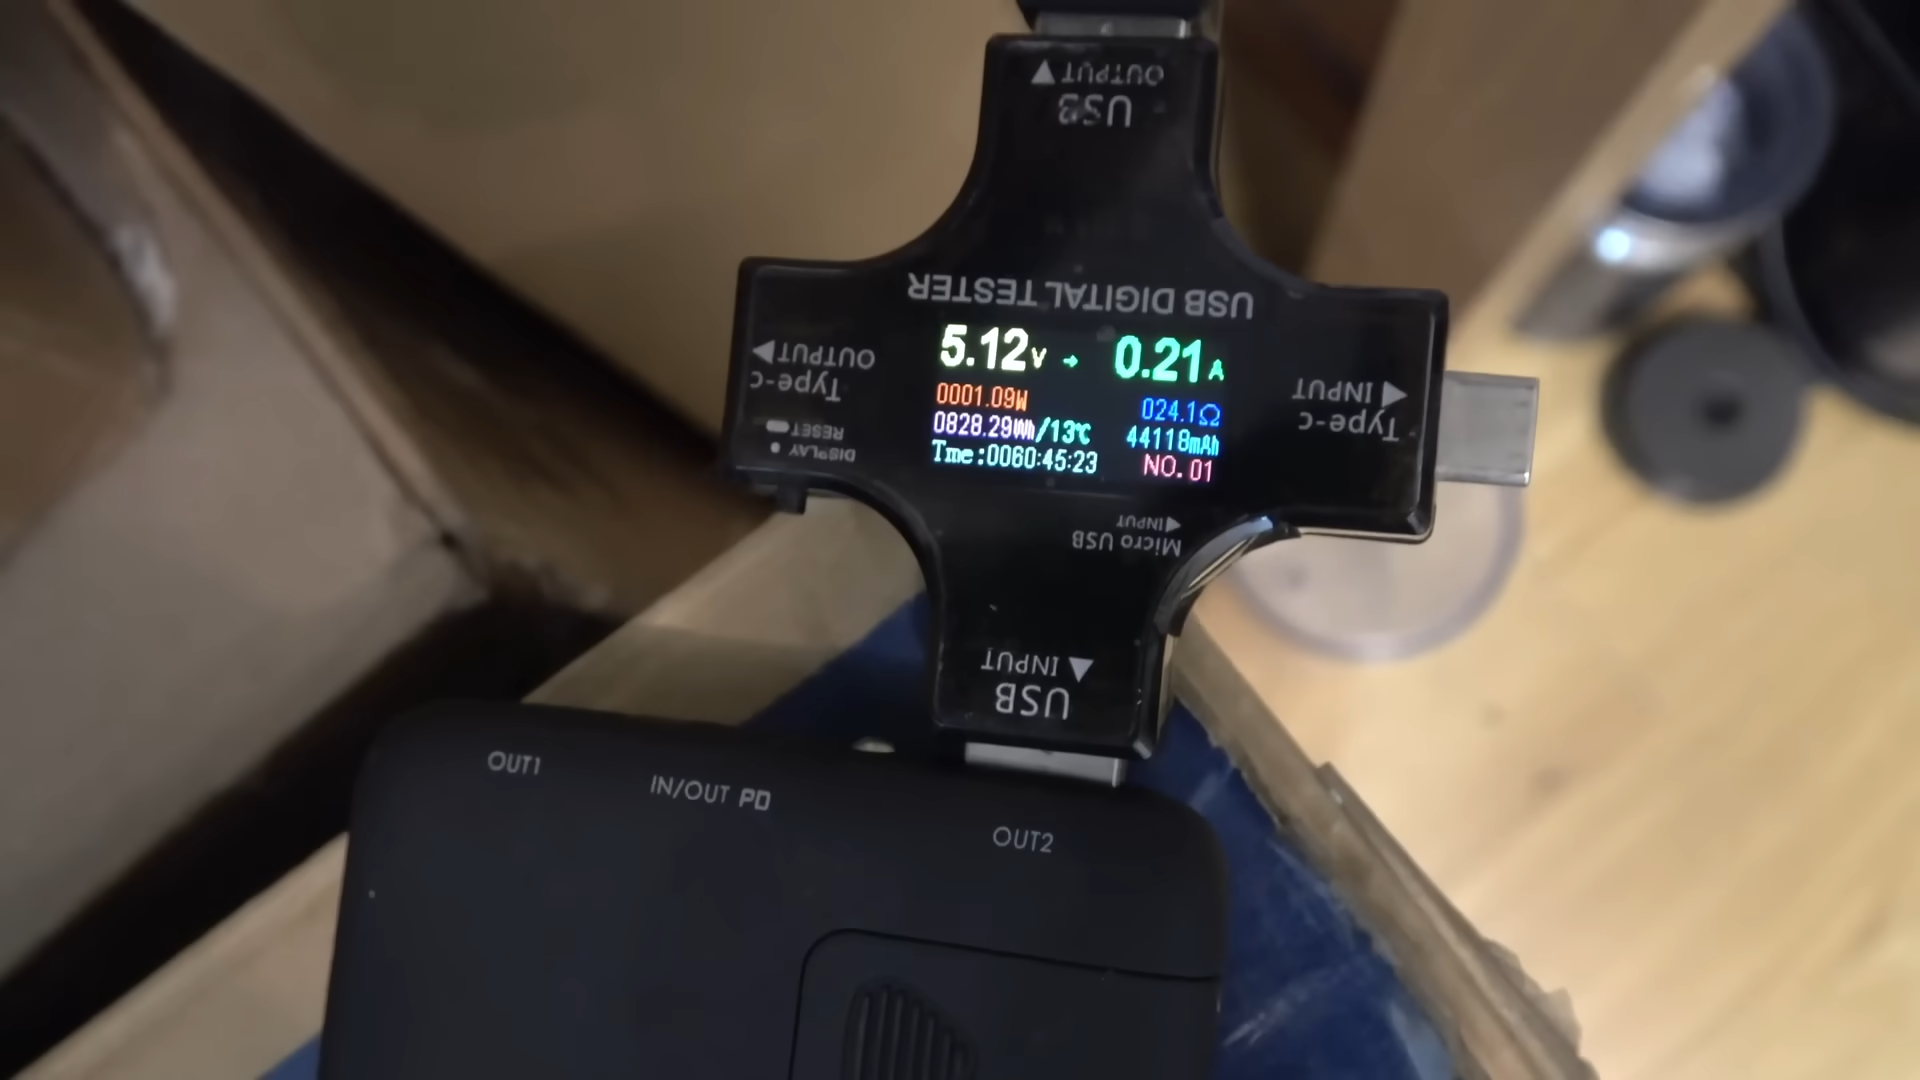 OUTPUT
USB
USB DIGITAL TESTER
5.12V → 0.21A
0001.09W
024.1Ω
0828.29Wh/13℃
44118mAh
Tme:0060:45:23
NO.01
Type-c
OUTPUT
RESET
DISPLAY
Type-c
INPUT
Micro USB
INPUT
USB
INPUT
OUT1
IN/OUT PD
OUT2